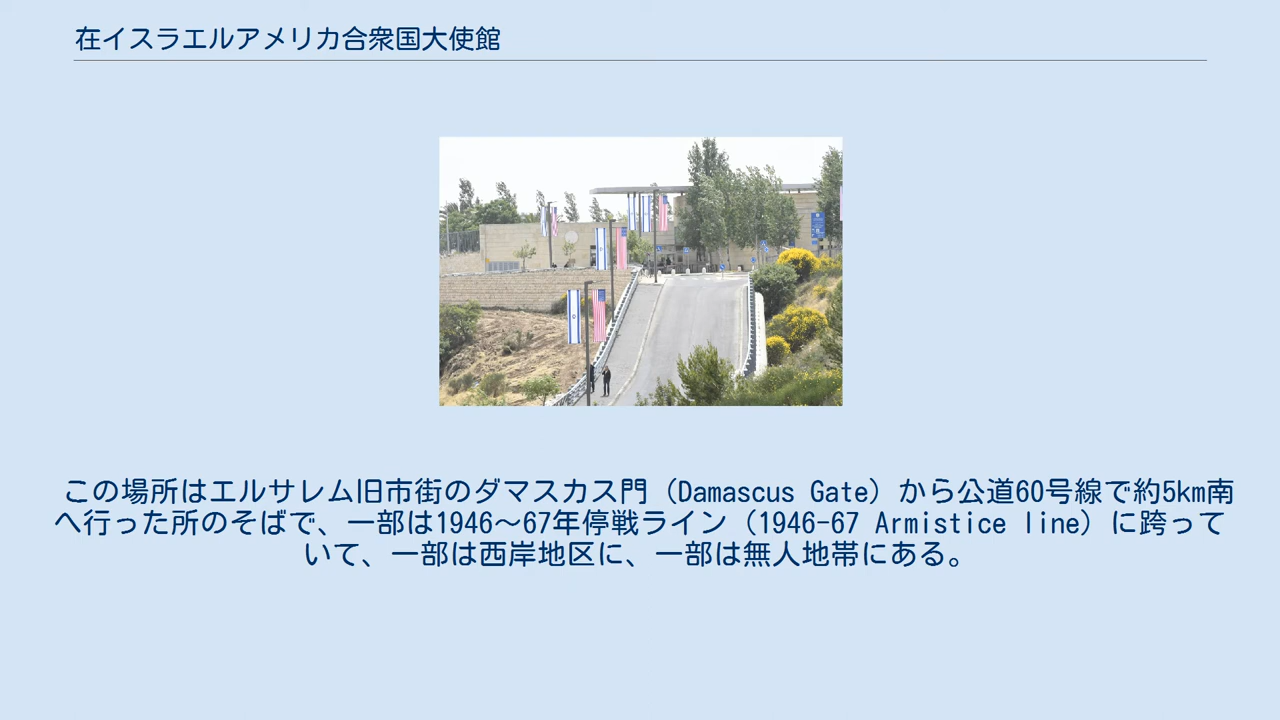 在イスラエルアメリカ合衆国大使館
この場所はエルサレム旧市街のダマスカス門（Damascus Gate）から公道60号線で約5km南
へ行った所のそばで、一部は1946〜67年停戦ライン（1946-67 Armistice line）に跨って
いて、一部は西岸地区に、一部は無人地帯にある。